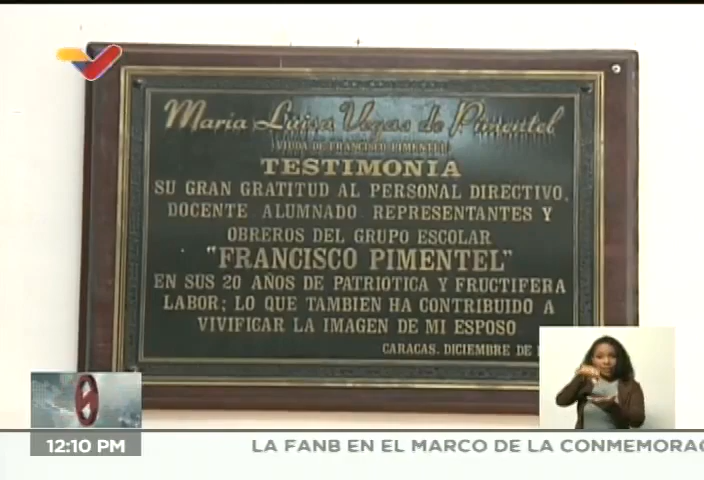 Maria Luisa Vegas de Pimentel
VIUDA DE FRANCISCO PIMENTEL
TESTIMONIA
SU GRAN GRATITUD AL PERSONAL DIRECTIVO,
DOCENTE ALUMNADO REPRESENTANTES Y
OBREROS DEL GRUPO ESCOLAR
"FRANCISCO PIMENTEL"
EN SUS 20 AÑOS DE PATRIOTICA Y FRUCTIFERA
LABOR; LO QUE TAMBIEN HA CONTRIBUIDO A
VIVIFICAR LA IMAGEN DE MI ESPOSO
CARACAS. DICIEMBRE DE
12:10 PM
LA FANB EN EL MARCO DE LA CONMEMORAC